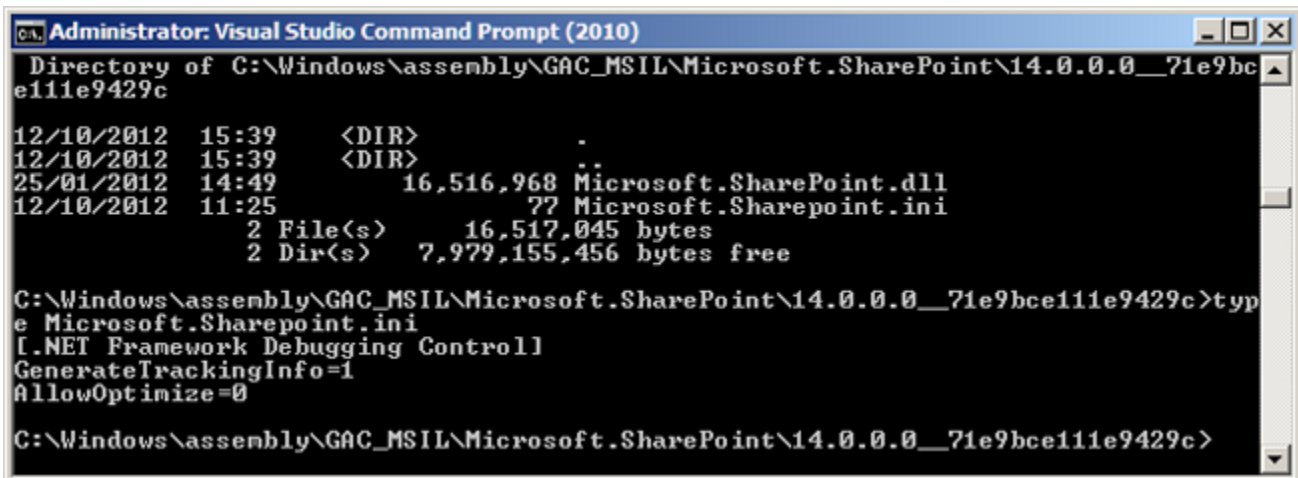 Administrator: Visual Studio Command Prompt (2010)
 Directory of C:\Windows\assembly\GAC_MSIL\Microsoft.SharePoint\14.0.0.0__71e9bc
e111e9429c
12/10/2012  15:39    <DIR>          .
12/10/2012  15:39    <DIR>          ..
25/01/2012  14:49        16,516,968 Microsoft.SharePoint.dll
12/10/2012  11:25                77 Microsoft.Sharepoint.ini
               2 File(s)     16,517,045 bytes
               2 Dir(s)   7,979,155,456 bytes free
C:\Windows\assembly\GAC_MSIL\Microsoft.SharePoint\14.0.0.0__71e9bce111e9429c>typ
e Microsoft.Sharepoint.ini
[.NET Framework Debugging Control]
GenerateTrackingInfo=1
AllowOptimize=0
C:\Windows\assembly\GAC_MSIL\Microsoft.SharePoint\14.0.0.0__71e9bce111e9429c>